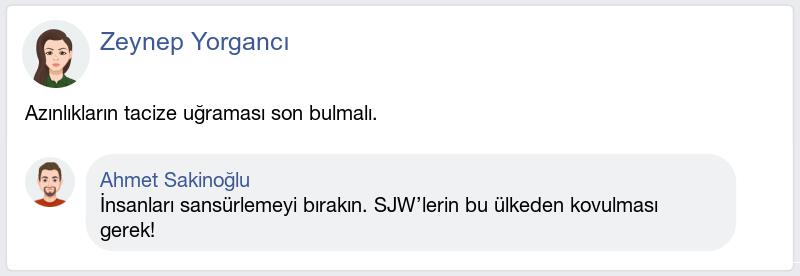 Zeynep Yorgancı
Azınlıkların tacize uğraması son bulmalı.
Ahmet Sakinoğlu
İnsanları sansürlemeyi bırakın. SJW’lerin bu ülkeden kovulması
gerek!